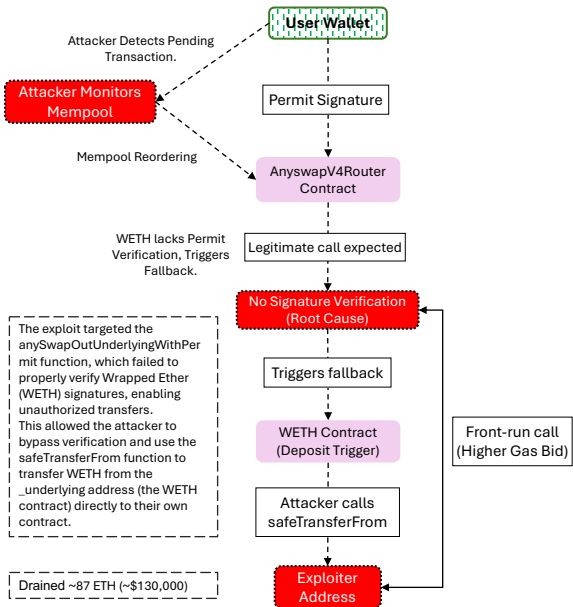 User Wallet
Attacker Detects Pending
Transaction.
Attacker Monitors
Mempool
Permit Signature
Mempool Reordering
AnyswapV4Router
Contract
WETH lacks Permit
Verification, Triggers
Fallback.
Legitimate call expected
No Signature Verification
(Root Cause)
The exploit targeted the
anySwapOutUnderlyingWithPer
mit function, which failed to
properly verify Wrapped Ether
(WETH) signatures, enabling
unauthorized transfers.
This allowed the attacker to
bypass verification and use the
safeTransferFrom function to
transfer WETH from the
_underlying address (the WETH
contract) directly to their own
contract.
Triggers fallback
WETH Contract
(Deposit Trigger)
Front-run call
(Higher Gas Bid)
Attacker calls
safeTransferFrom
Exploiter
Address
Drained ~87 ETH (~$130,000)